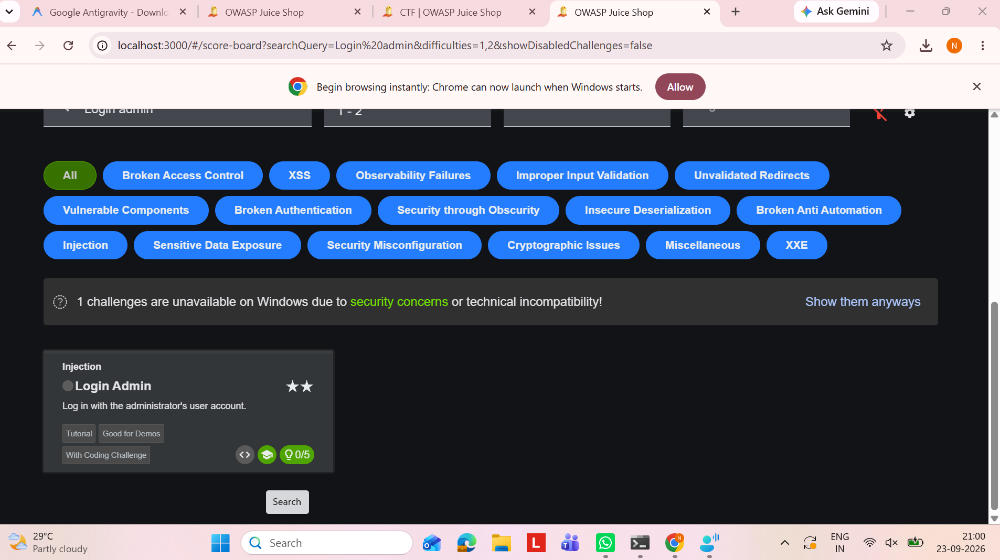 Google Antigravity - Downlo
OWASP Juice Shop
CTF | OWASP Juice Shop
OWASP Juice Shop
Ask Gemini
localhost:3000/#/score-board?searchQuery=Login%20admin&difficulties=1,2&showDisabledChallenges=false
N
Begin browsing instantly: Chrome can now launch when Windows starts.
Allow
Login admin
1 - 2
All
Broken Access Control
XSS
Observability Failures
Improper Input Validation
Unvalidated Redirects
Vulnerable Components
Broken Authentication
Security through Obscurity
Insecure Deserialization
Broken Anti Automation
Injection
Sensitive Data Exposure
Security Misconfiguration
Cryptographic Issues
Miscellaneous
XXE
1 challenges are unavailable on Windows due to security concerns or technical incompatibility!
Show them anyways
Injection
Login Admin
Log in with the administrator's user account.
Tutorial
Good for Demos
With Coding Challenge
0/5
Search
29°C
Partly cloudy
Search
L
ENG
IN
21:00
23-09-2026